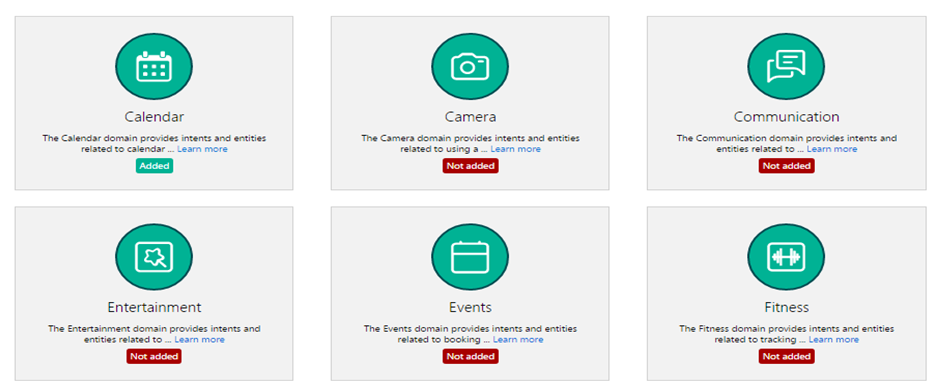 Calendar
The Calendar domain provides intents and entities
related to calendar ... Learn more
Added
Camera
The Camera domain provides intents and entities
related to using a ... Learn more
Not added
Communication
The Communication domain provides intents and
entities related to ... Learn more
Not added
Entertainment
The Entertainment domain provides intents and
entities related to ... Learn more
Not added
Events
The Events domain provides intents and entities
related to booking ... Learn more
Not added
Fitness
The Fitness domain provides intents and entities
related to tracking ... Learn more
Not added